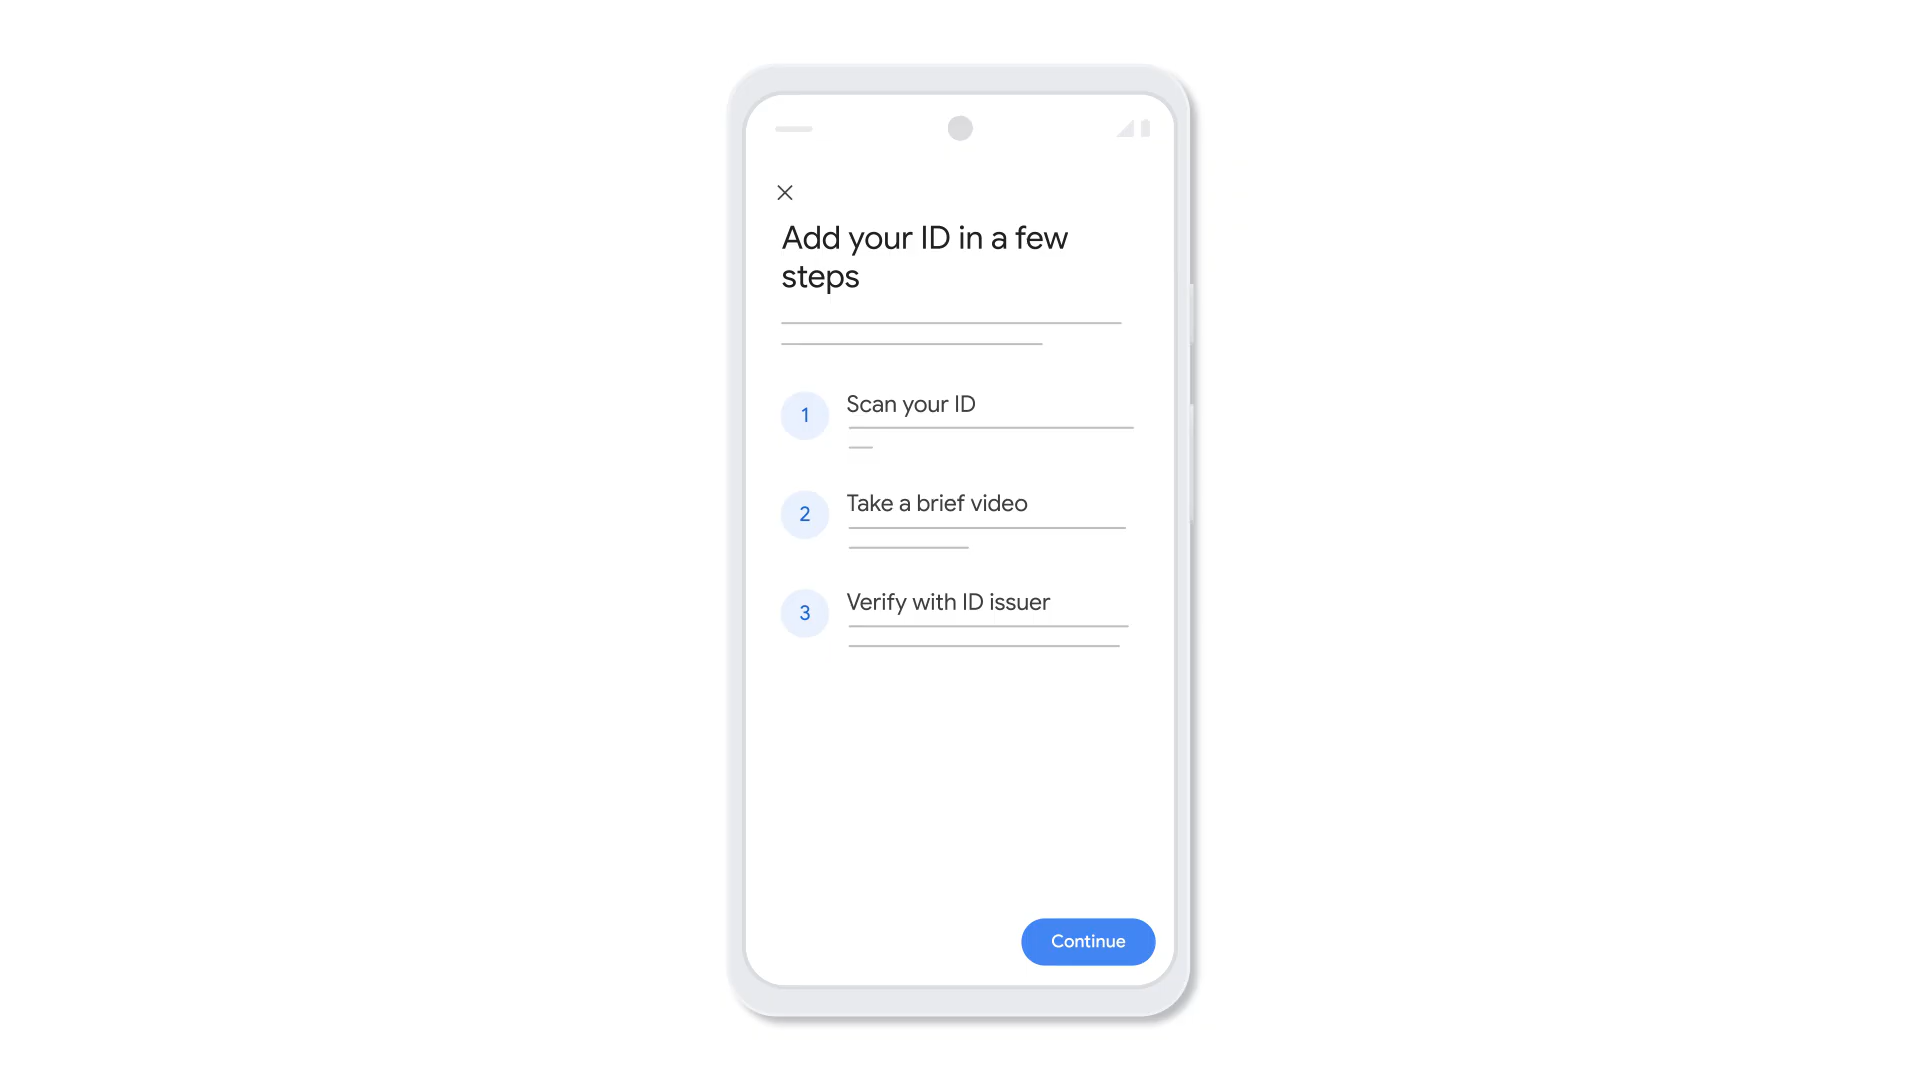 Add your ID in a few
steps
1
Scan your ID
2
Take a brief video
3
Verify with ID issuer
Continue